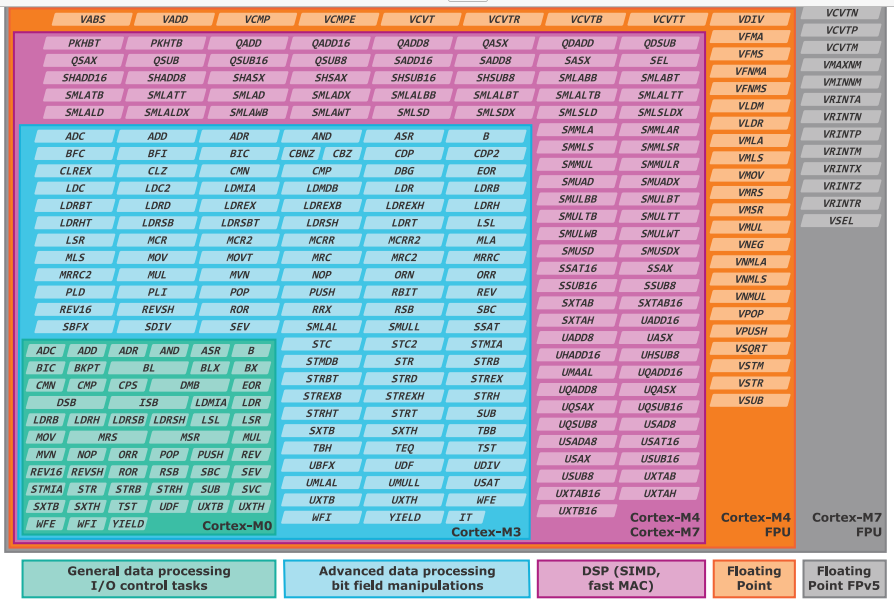 VABS VADD VCMP VCMPE VCVT VCVTR VCVTB VCVTT VDIV VCVTN
VCVTP
PKHBT PKHTB QADD QADD16 QADD8 QASX QDADD QDSUB VFMA VCVTM
QSAX QSUB QSUB16 QSUB8 SADD16 SADD8 SASX SEL VFMS VMAXNM
SHADD16 SHADD8 SHASX SHSAX SHSUB16 SHSUB8 SMLABB SMLABT VFNMA VMINNM
SMLATB SMLATT SMLAD SMLADX SMLALBB SMLALBT SMLALTB SMLALTT VFNMS VRINTA
SMLALD SMLALDX SMLAWB SMLAWT SMLSD SMLSDX SMLSLD SMLSLDX VLDM VRINTN
ADC ADD ADR AND ASR B SMMLA SMMLAR VLDR VRINTP
BFC BFI BIC CBNZ CBZ CDP CDP2 SMMLS SMMLSR VMLA VRINTM
CLREX CLZ CMN CMP DBG EOR SMMUL SMMULR VMLS VRINTX
LDC LDC2 LDMIA LDMDB LDR LDRB SMUAD SMUADX VMOV VRINTZ
LDRBT LDRD LDREX LDREXB LDREXH LDRH SMULBB SMULBT VMRS VRINTR
LDRHT LDRSB LDRSBT LDRSH LDRT LSL SMULTB SMULTT VMSR VSEL
LSR MCR MCR2 MCRR MCRR2 MLA SMULWB SMULWT VMUL
MLS MOV MOVT MRC MRC2 MRRC SMUSD SMUSDX VNEG
MRRC2 MUL MVN NOP ORN ORR SSAT16 SSAX VNMLA
PLD PLI POP PUSH RBIT REV SSUB16 SSUB8 VNMLS
REV16 REVSH ROR RRX RSB SBC SXTAB SXTAB16 VNMUL
SBFX SDIV SEV SMLAL SMULL SSAT SXTAH UADD16 VPOP
STC STC2 STMIA UADD8 UASX VPUSH
ADC ADD ADR AND ASR B STMDB STR STRB UHADD16 UHSUB8 VSQRT
BIC BKPT BL BLX BX STRBT STRD STREX UMAAL UQADD16 VSTM
CMN CMP CPS DMB EOR STREXB STREXH STRH UQADD8 UQASX VSTR
DSB ISB LDMIA LDR STRHT STRT SUB UQSAX UQSUB16 VSUB
LDRB LDRH LDRSB LDRSH LSL LSR SXTB SXTH TBB UQSUB8 USAD8
MOV MRS MSR MUL TBH TEQ TST USADA8 USAT16
MVN NOP ORR POP PUSH REV UBFX UDF UDIV USAX USUB16
REV16 REVSH ROR RSB SBC SEV UMLAL UMULL USAT USUB8 UXTAB
STMIA STR STRB STRH SUB SVC UXTB UXTH WFE UXTAB16 UXTAH
SXTB SXTH TST UDF UXTB UXTH WFI YIELD IT UXTB16
WFE WFI YIELD Cortex-M0
Cortex-M3
Cortex-M4
Cortex-M7
Cortex-M4
FPU
Cortex-M7
FPU
General data processing
I/O control tasks
Advanced data processing
bit field manipulations
DSP (SIMD,
fast MAC)
Floating
Point
Floating
Point FPv5